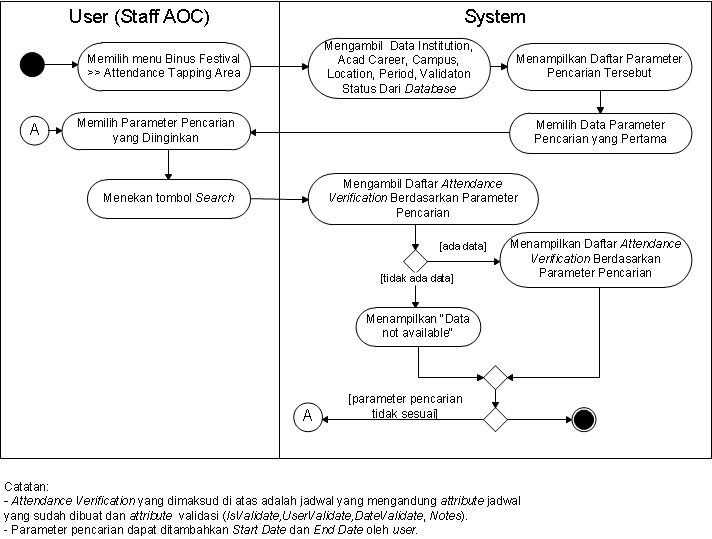 User (Staff AOC)
System
Memilih menu Binus Festival
>> Attendance Tapping Area
Mengambil Data Institution,
Acad Career, Campus,
Location, Period, Validaton
Status Dari Database
Menampilkan Daftar Parameter
Pencarian Tersebut
A
Memilih Parameter Pencarian
yang Diinginkan
Memilih Data Parameter
Pencarian yang Pertama
Menekan tombol Search
Mengambil Daftar Attendance
Verification Berdasarkan Parameter
Pencarian
[ada data]
Menampilkan Daftar Attendance
Verification Berdasarkan
Parameter Pencarian
[tidak ada data]
Menampilkan "Data
not available"
[parameter pencarian
tidak sesuai]
A
Catatan:
- Attendance Verification yang dimaksud di atas adalah jadwal yang mengandung attribute jadwal
yang sudah dibuat dan attribute validasi (IsValidate,UserValidate,DateValidate, Notes).
- Parameter pencarian dapat ditambahkan Start Date dan End Date oleh user.